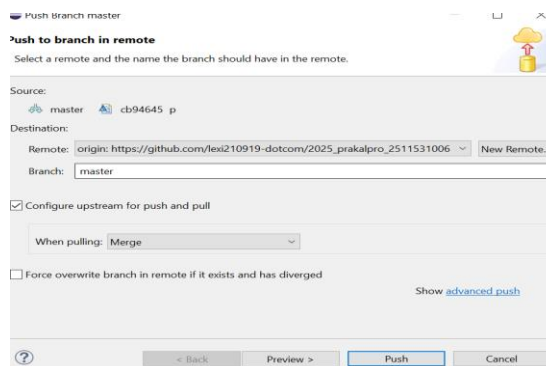 Push Branch master
Push to branch in remote
Select a remote and the name the branch should have in the remote.
Source:
master cb94645 p
Destination:
Remote: origin: https://github.com/lexi210919-dotcom/2025_prakalpro_2511531006 New Remote.
Branch: master
Configure upstream for push and pull
When pulling: Merge
Force overwrite branch in remote if it exists and has diverged
Show advanced push
? < Back Preview > Push Cancel